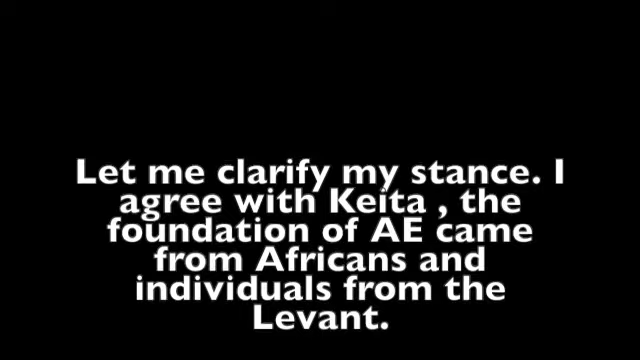 Let me clarify my stance. I
agree with Keita , the
foundation of AE came
from Africans and
individuals from the
Levant.